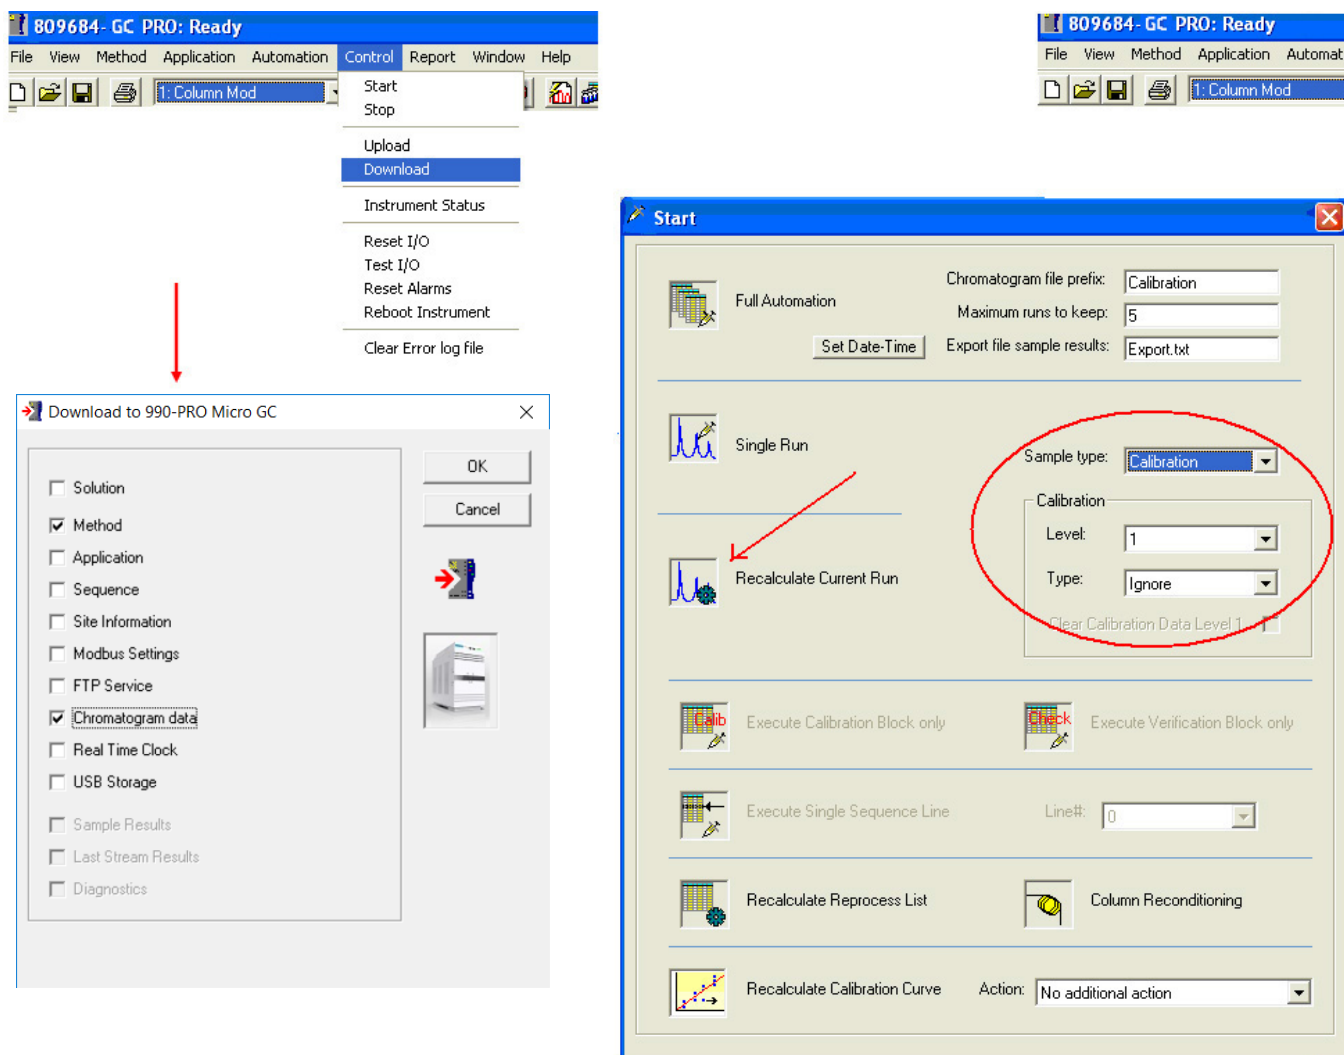 809684- GC PRO: Ready
File View Method Application Automation Control Report Window Help
1: Column Mod
Start
Stop
Upload
Download
Instrument Status
Reset I/O
Test I/O
Reset Alarms
Reboot Instrument
Clear Error log file
Download to 990-PRO Micro GC
OK
Cancel
Solution
Method
Application
Sequence
Site Information
Modbus Settings
FTP Service
Chromatogram data
Real Time Clock
USB Storage
Sample Results
Last Stream Results
Diagnostics
809684- GC PRO: Ready
File View Method Application Automat
1: Column Mod
Start
Full Automation
Chromatogram file prefix: Calibration
Maximum runs to keep: 5
Set Date-Time
Export file sample results: Export.txt
Single Run
Sample type: Calibration
Calibration
Level: 1
Type: Ignore
Clear Calibration Data Level 1
Recalculate Current Run
Calib Execute Calibration Block only
Check Execute Verification Block only
Execute Single Sequence Line
Line#: 0
Recalculate Reprocess List
Column Reconditioning
Recalculate Calibration Curve
Action: No additional action